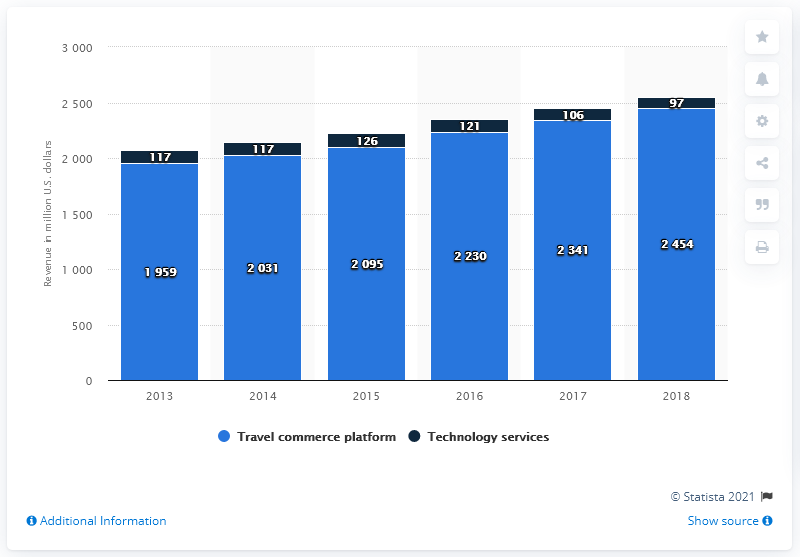 3 000
2 500
2 000
1 500
1 000
500
0
Revenue in million U.S. dollars
117 117 126 121 106 97
1 959 2 031 2 095 2 230 2 341 2 454
2013 2014 2015 2016 2017 2018
Travel commerce platform Technology services
© Statista 2021
Additional Information Show source